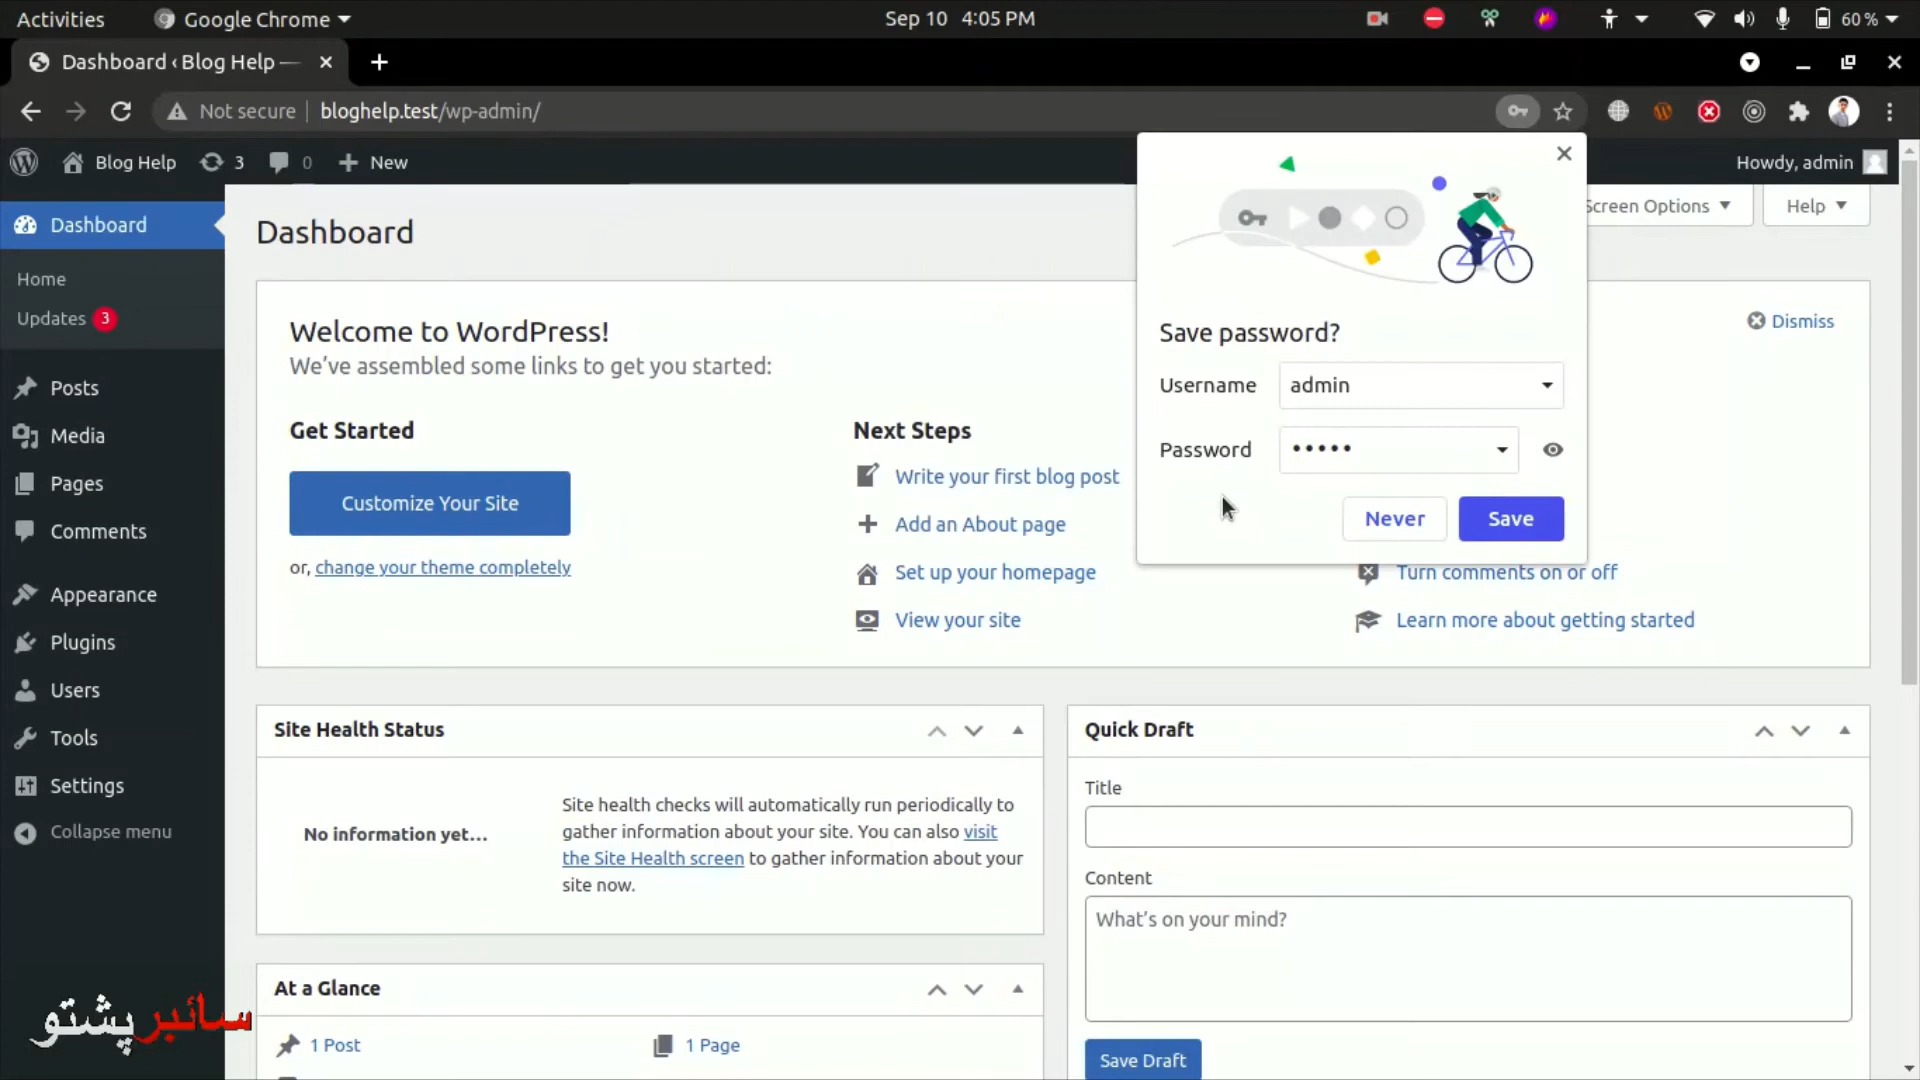 Activities
Google Chrome
Sep 10 4:05 PM
60 %
Dashboard ‹ Blog Help —
Not secure
bloghelp.test/wp-admin/
Blog Help
3
0
New
Howdy, admin
Dashboard
Home
Updates 3
Posts
Media
Pages
Comments
Appearance
Plugins
Users
Tools
Settings
Collapse menu
Dashboard
Screen Options
Help
Welcome to WordPress!
We've assembled some links to get you started:
Dismiss
Get Started
Customize Your Site
or, change your theme completely
Next Steps
Write your first blog post
Add an About page
Set up your homepage
View your site
Turn comments on or off
Learn more about getting started
Save password?
Username admin
Password •••••
Never Save
Site Health Status
No information yet…
Site health checks will automatically run periodically to
gather information about your site. You can also visit
the Site Health screen to gather information about your
site now.
At a Glance
1 Post
1 Page
Quick Draft
Title
Content
What's on your mind?
Save Draft
سائبر پشتو